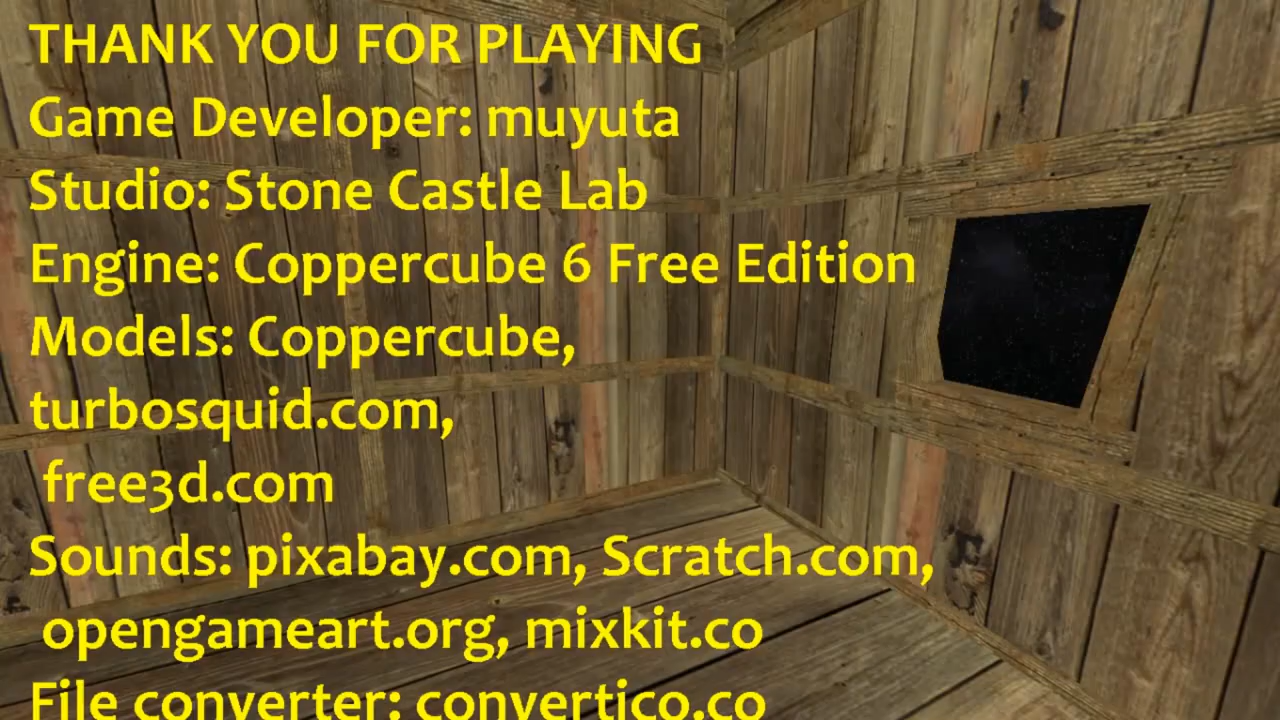 THANK YOU FOR PLAYING
Game Developer: muyuta
Studio: Stone Castle Lab
Engine: Coppercube 6 Free Edition
Models: Coppercube,
turbosquid.com,
free3d.com
Sounds: pixabay.com, Scratch.com,
opengameart.org, mixkit.co
File converter: convertico.co